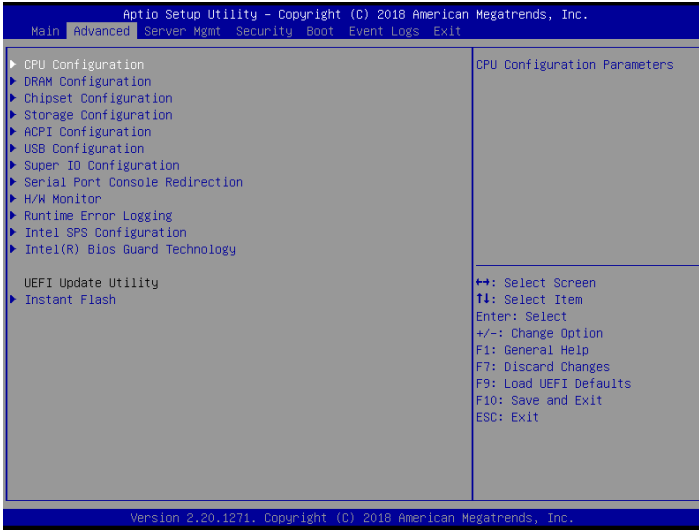 Aptio Setup Utility – Copyright (C) 2018 American Megatrends, Inc.
Main Advanced Server Mgmt Security Boot Event Logs Exit
CPU Configuration
DRAM Configuration
Chipset Configuration
Storage Configuration
ACPI Configuration
USB Configuration
Super IO Configuration
Serial Port Console Redirection
H/W Monitor
Runtime Error Logging
Intel SPS Configuration
Intel(R) Bios Guard Technology
UEFI Update Utility
Instant Flash
CPU Configuration Parameters
↔: Select Screen
↑↓: Select Item
Enter: Select
+/-: Change Option
F1: General Help
F7: Discard Changes
F9: Load UEFI Defaults
F10: Save and Exit
ESC: Exit
Version 2.20.1271. Copyright (C) 2018 American Megatrends, Inc.